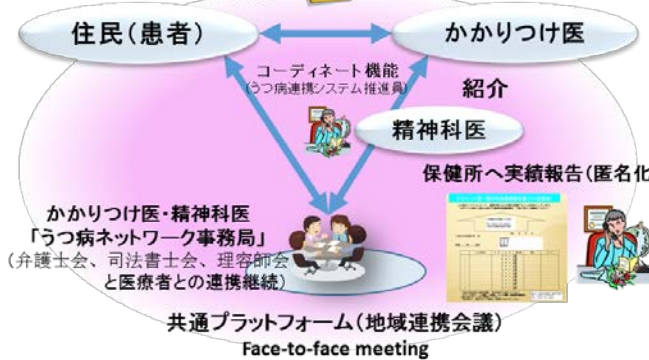 住民(患者)
かかりつけ医
コーディネート機能
(うつ病連携システム推進員)
紹介
精神科医
保健所へ実績報告(匿名化
かかりつけ医・精神科医
「うつ病ネットワーク事務局」
(弁護士会、司法書士会、理容師会
と医療者との連携継続)
共通プラットフォーム(地域連携会議)
Face-to-face meeting